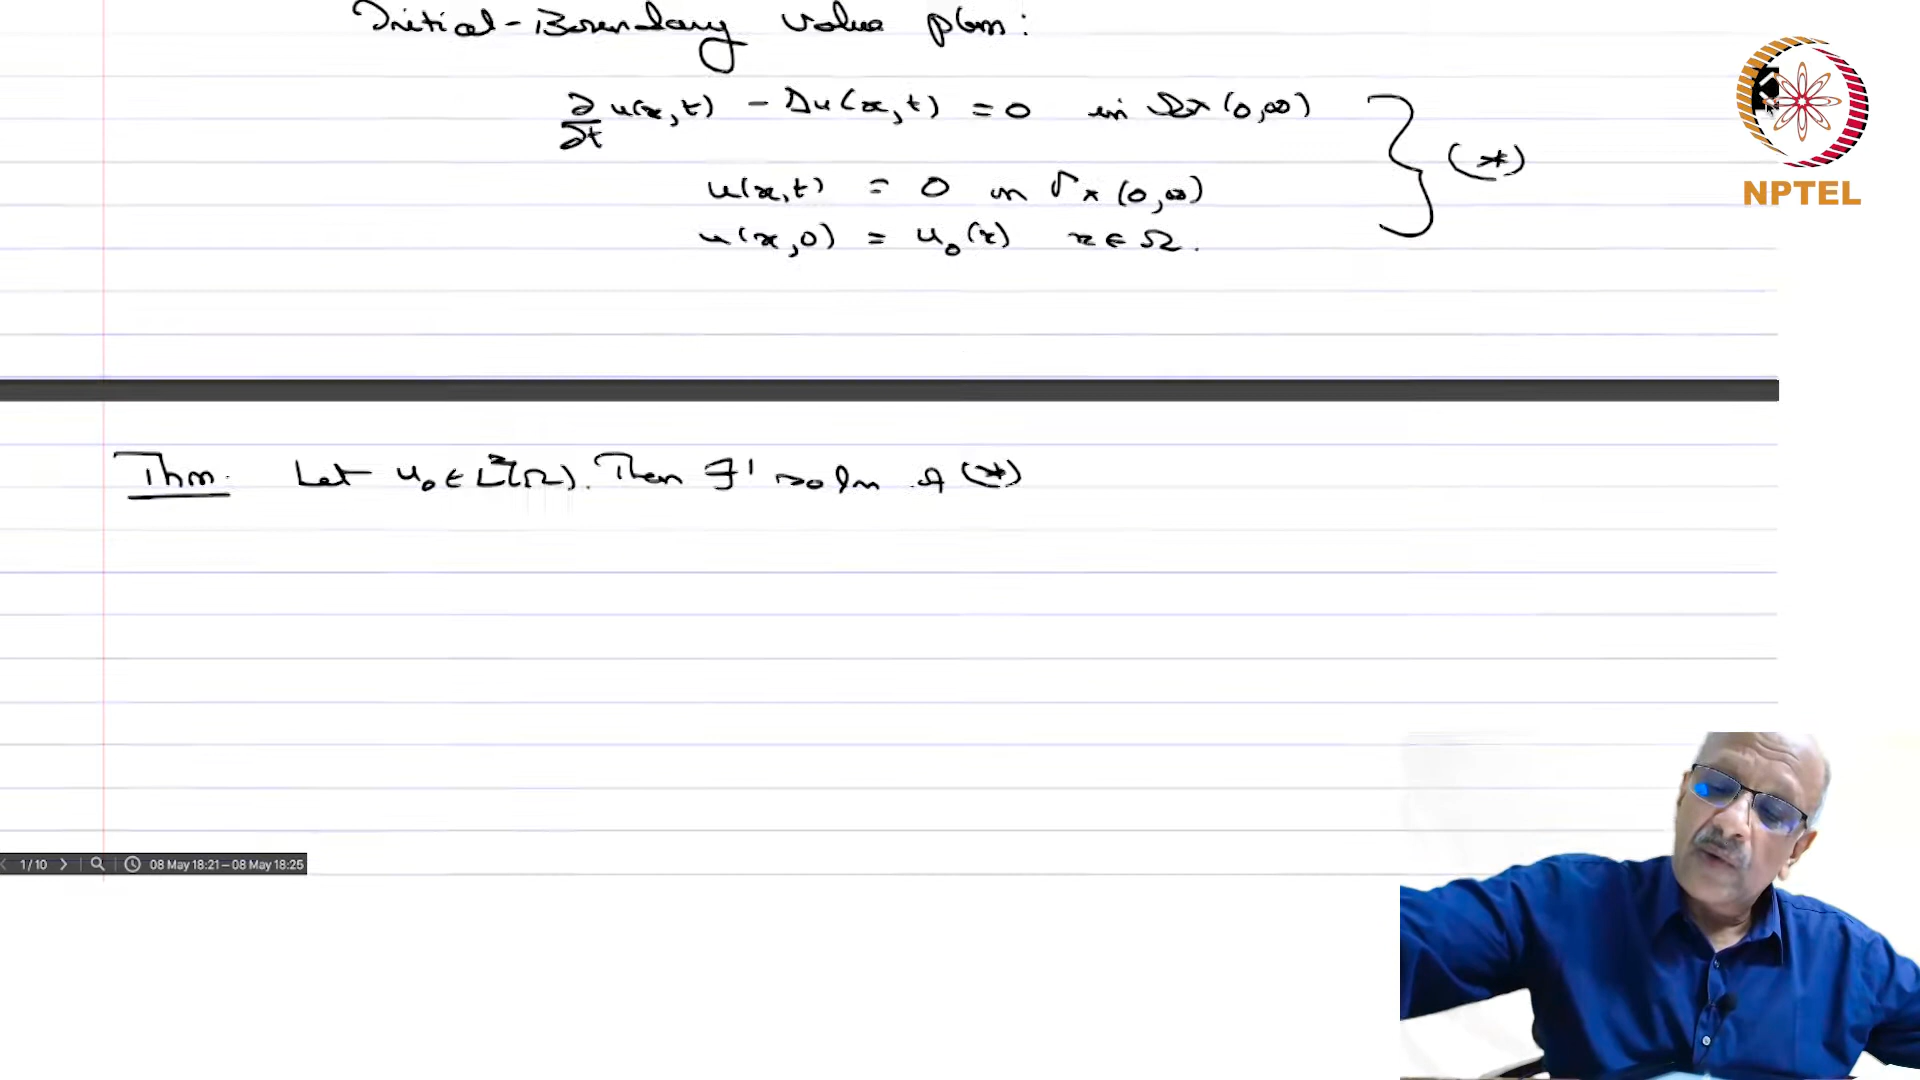 Initial-Boundary value pbm:
∂/∂t u(x,t) - Δu(x,t) = 0 in Ω×(0,∞)
(*)
NPTEL
u(x,t) = 0 on Γ×(0,∞)
u(x,0) = u₀(x) x∈Ω.
Thm. Let u₀∈L²(Ω). Then ∃! soln of (*)
1/10 08 May 18:21 – 08 May 18:25